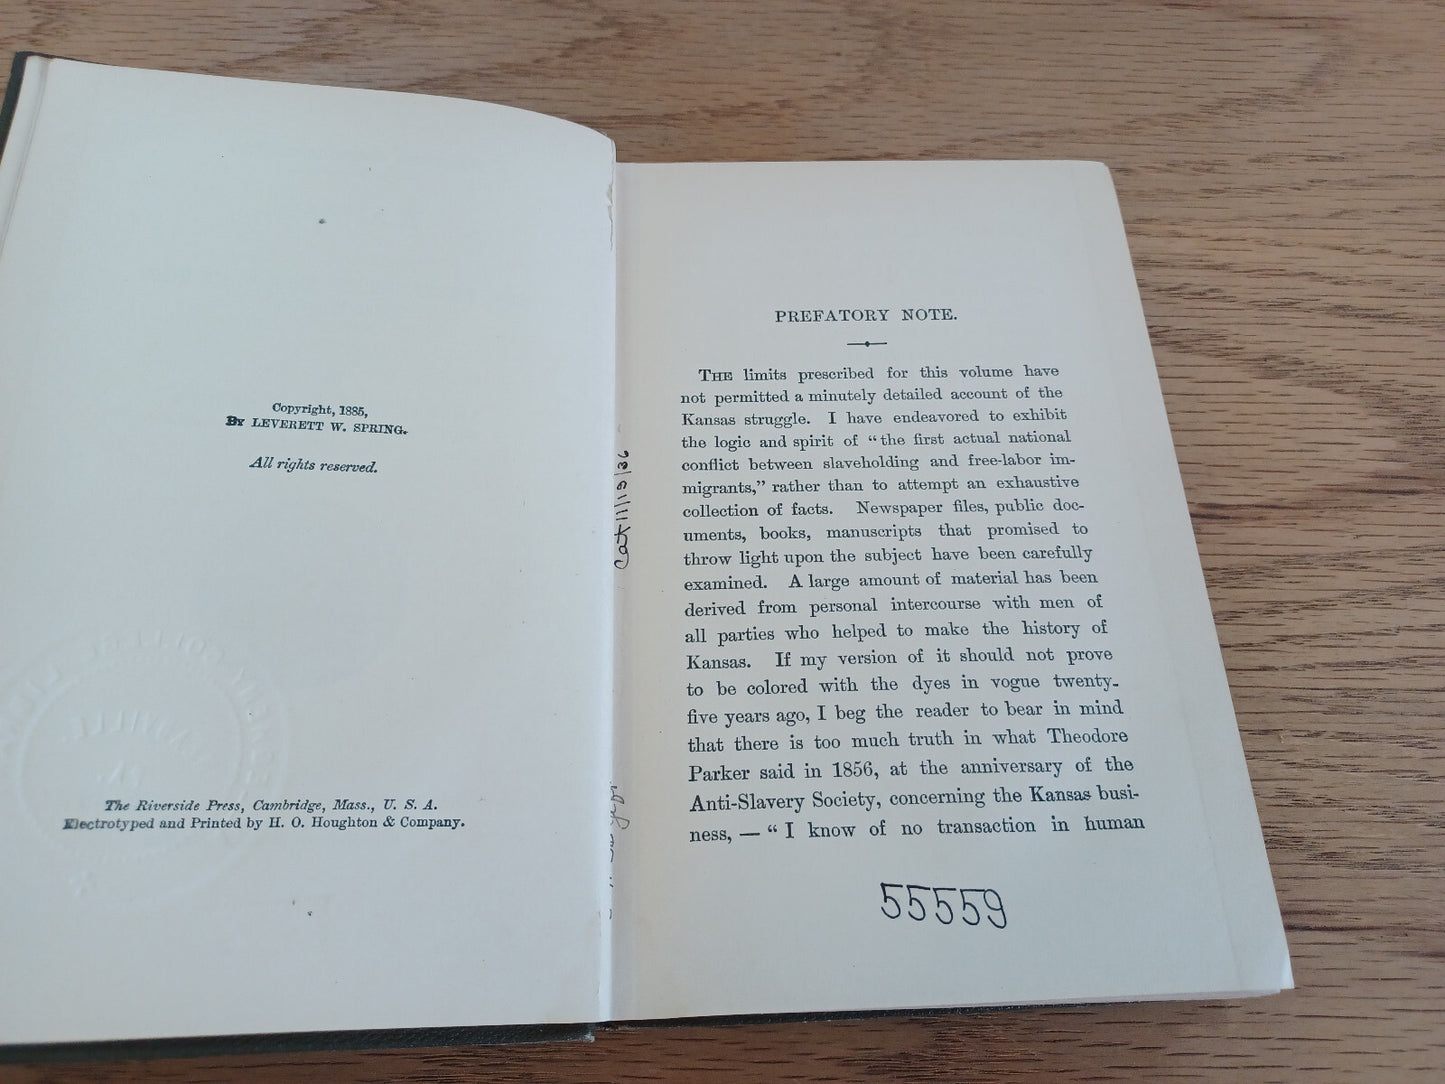 Copyright, 1885,
By LEVERETT W. SPRING.
All rights reserved.
The Riverside Press, Cambridge, Mass., U. S. A.
Electrotyped and Printed by H. O. Houghton & Company.
Cat 11/13/36
PREFATORY NOTE.
THE limits prescribed for this volume have
not permitted a minutely detailed account of the
Kansas struggle. I have endeavored to exhibit
the logic and spirit of “the first actual national
conflict between slaveholding and free-labor im-
migrants,” rather than to attempt an exhaustive
collection of facts. Newspaper files, public doc-
uments, books, manuscripts that promised to
throw light upon the subject have been carefully
examined. A large amount of material has been
derived from personal intercourse with men of
all parties who helped to make the history of
Kansas. If my version of it should not prove
to be colored with the dyes in vogue twenty-
five years ago, I beg the reader to bear in mind
that there is too much truth in what Theodore
Parker said in 1856, at the anniversary of the
Anti-Slavery Society, concerning the Kansas busi-
ness, — “ I know of no transaction in human
55559